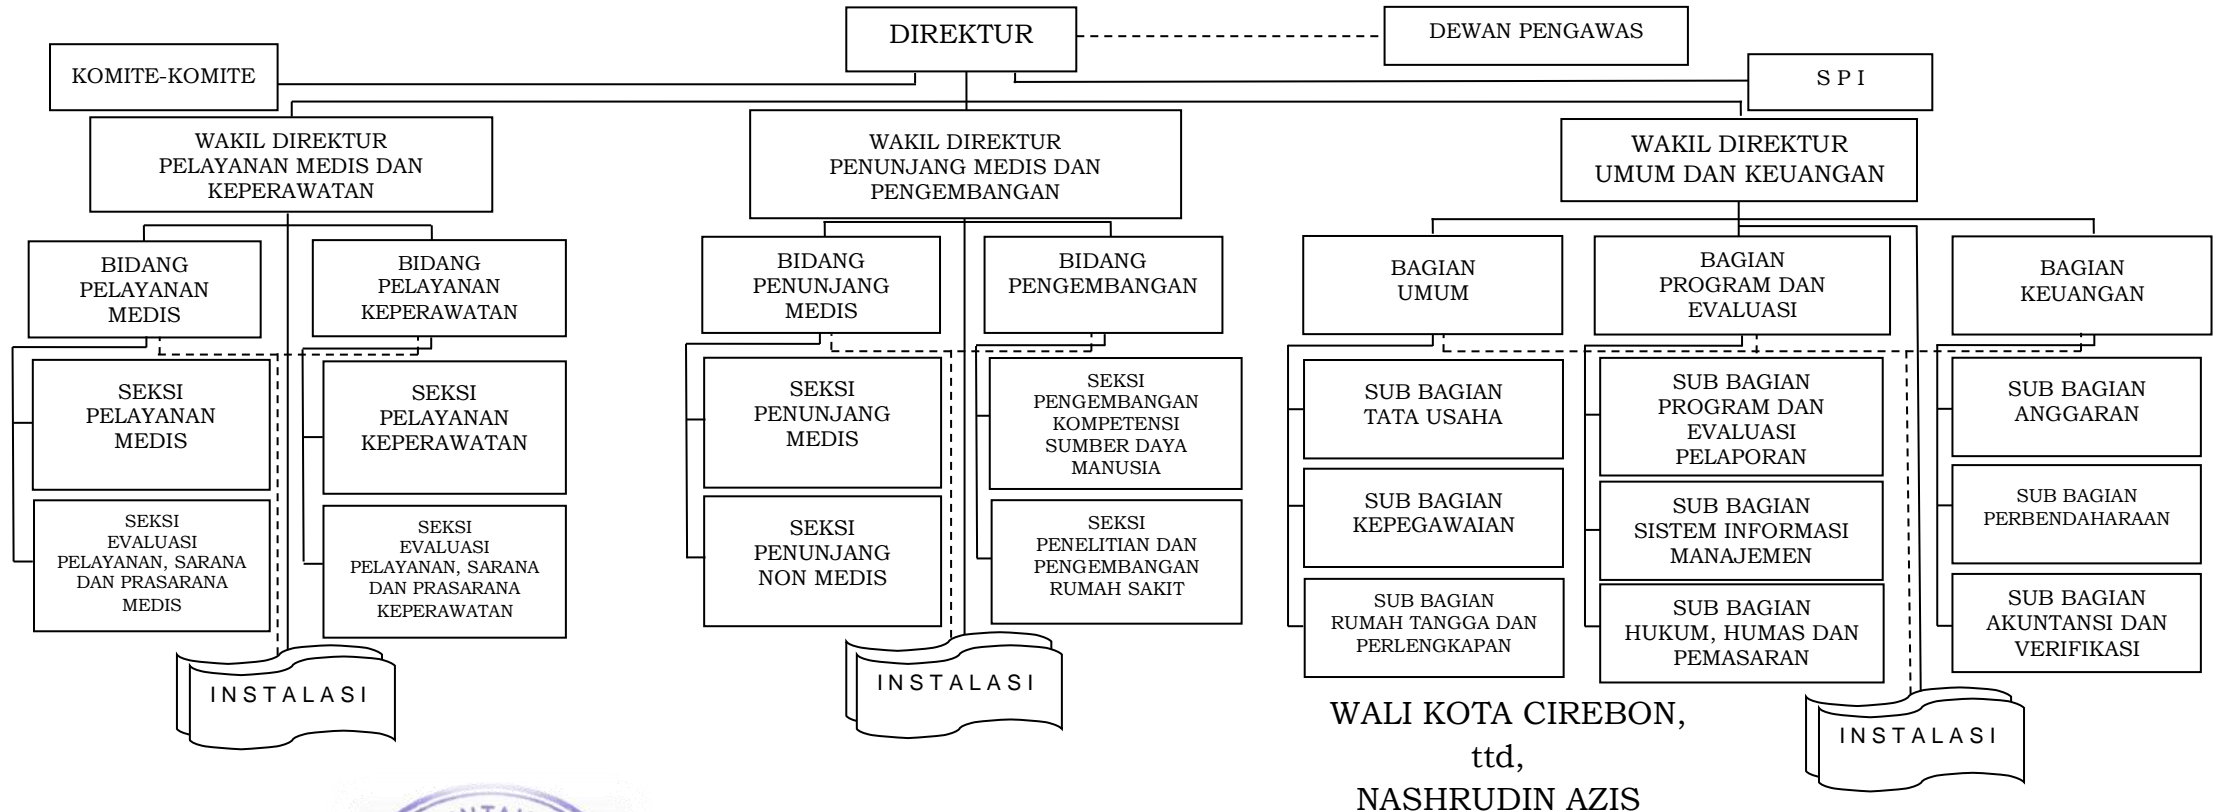 DIREKTUR
DEWAN PENGAWAS
KOMITE-KOMITE
S P I
WAKIL DIREKTUR
PELAYANAN MEDIS DAN
KEPERAWATAN
WAKIL DIREKTUR
PENUNJANG MEDIS DAN
PENGEMBANGAN
WAKIL DIREKTUR
UMUM DAN KEUANGAN
BIDANG
PELAYANAN
MEDIS
BIDANG
PELAYANAN
KEPERAWATAN
BIDANG
PENUNJANG
MEDIS
BIDANG
PENGEMBANGAN
BAGIAN
UMUM
BAGIAN
PROGRAM DAN
EVALUASI
BAGIAN
KEUANGAN
SEKSI
PELAYANAN
MEDIS
SEKSI
PELAYANAN
KEPERAWATAN
SEKSI
PENUNJANG
MEDIS
SEKSI
PENGEMBANGAN
KOMPETENSI
SUMBER DAYA
MANUSIA
SUB BAGIAN
TATA USAHA
SUB BAGIAN
PROGRAM DAN
EVALUASI
PELAPORAN
SUB BAGIAN
ANGGARAN
SEKSI
EVALUASI
PELAYANAN, SARANA
DAN PRASARANA
MEDIS
SEKSI
EVALUASI
PELAYANAN, SARANA
DAN PRASARANA
KEPERAWATAN
SEKSI
PENUNJANG
NON MEDIS
SEKSI
PENELITIAN DAN
PENGEMBANGAN
RUMAH SAKIT
SUB BAGIAN
KEPEGAWAIAN
SUB BAGIAN
SISTEM INFORMASI
MANAJEMEN
SUB BAGIAN
PERBENDAHARAAN
SUB BAGIAN
RUMAH TANGGA DAN
PERLENGKAPAN
SUB BAGIAN
HUKUM, HUMAS DAN
PEMASARAN
SUB BAGIAN
AKUNTANSI DAN
VERIFIKASI
I N S T A L A S I
I N S T A L A S I
I N S T A L A S I
WALI KOTA CIREBON,
ttd,
NASHRUDIN AZIS